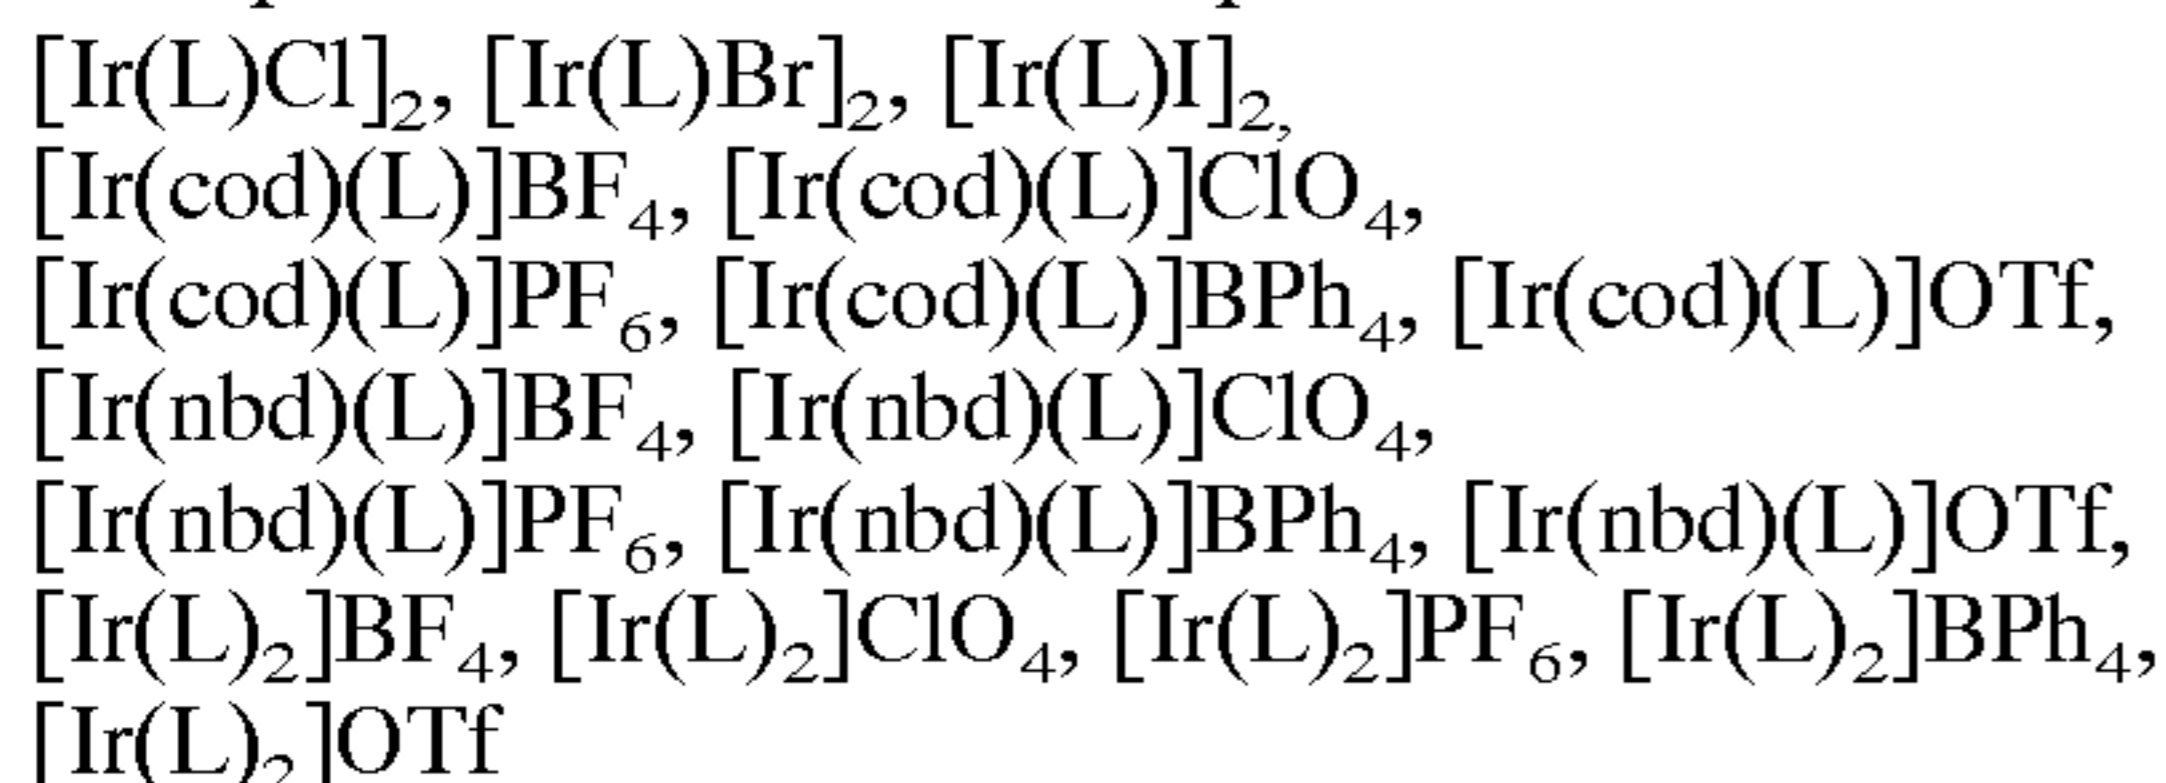 [Ir(L)Cl]₂, [Ir(L)Br]₂, [Ir(L)I]₂,
[Ir(cod)(L)]BF₄, [Ir(cod)(L)]ClO₄,
[Ir(cod)(L)]PF₆, [Ir(cod)(L)]BPh₄, [Ir(cod)(L)]OTf,
[Ir(nbd)(L)]BF₄, [Ir(nbd)(L)]ClO₄,
[Ir(nbd)(L)]PF₆, [Ir(nbd)(L)]BPh₄, [Ir(nbd)(L)]OTf,
[Ir(L)₂]BF₄, [Ir(L)₂]ClO₄, [Ir(L)₂]PF₆, [Ir(L)₂]BPh₄,
[Ir(L)₂]OTf